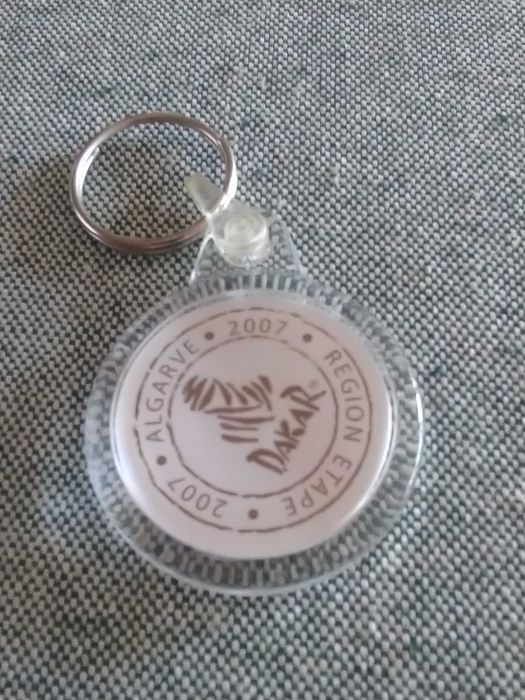 2007 • REGION ETAPE • 2007 • ALGARVE •
DAKAR®